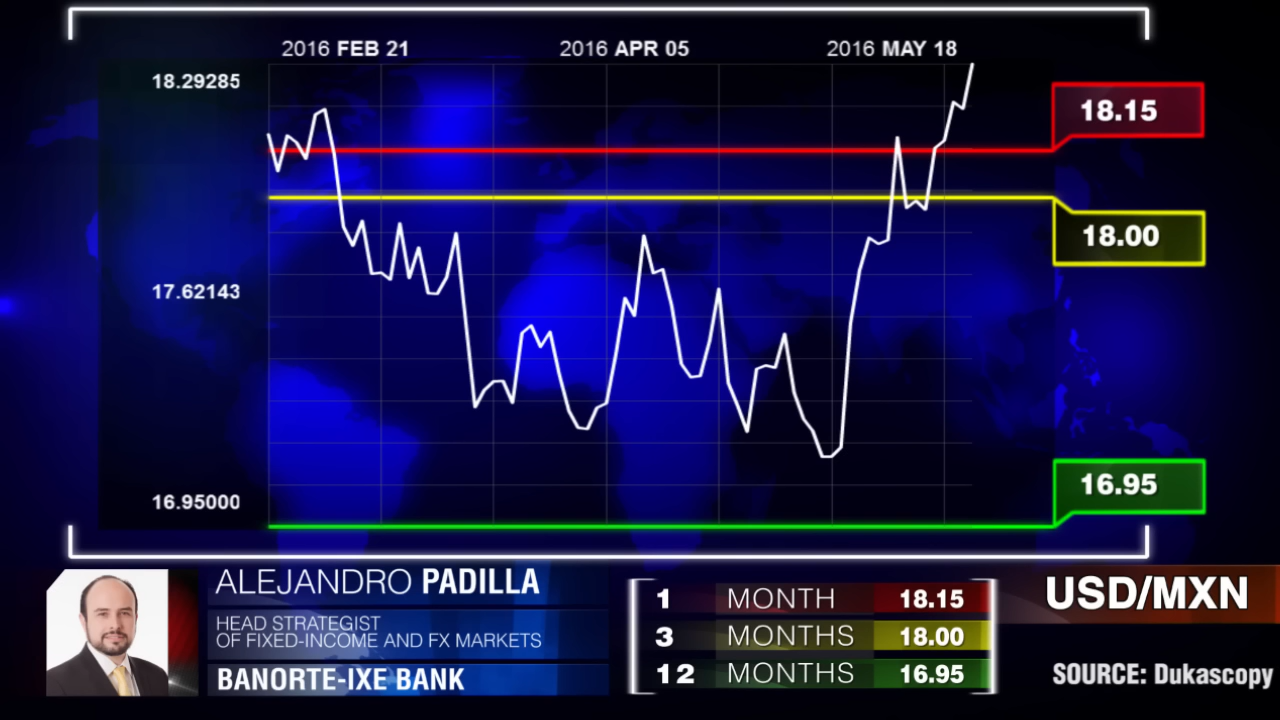 2016 FEB 21
2016 APR 05
2016 MAY 18
18.29285
17.62143
16.95000
18.15
18.00
16.95
ALEJANDRO PADILLA
HEAD STRATEGIST
OF FIXED-INCOME AND FX MARKETS
BANORTE-IXE BANK
1 MONTH 18.15
3 MONTHS 18.00
12 MONTHS 16.95
USD/MXN
SOURCE: Dukascopy